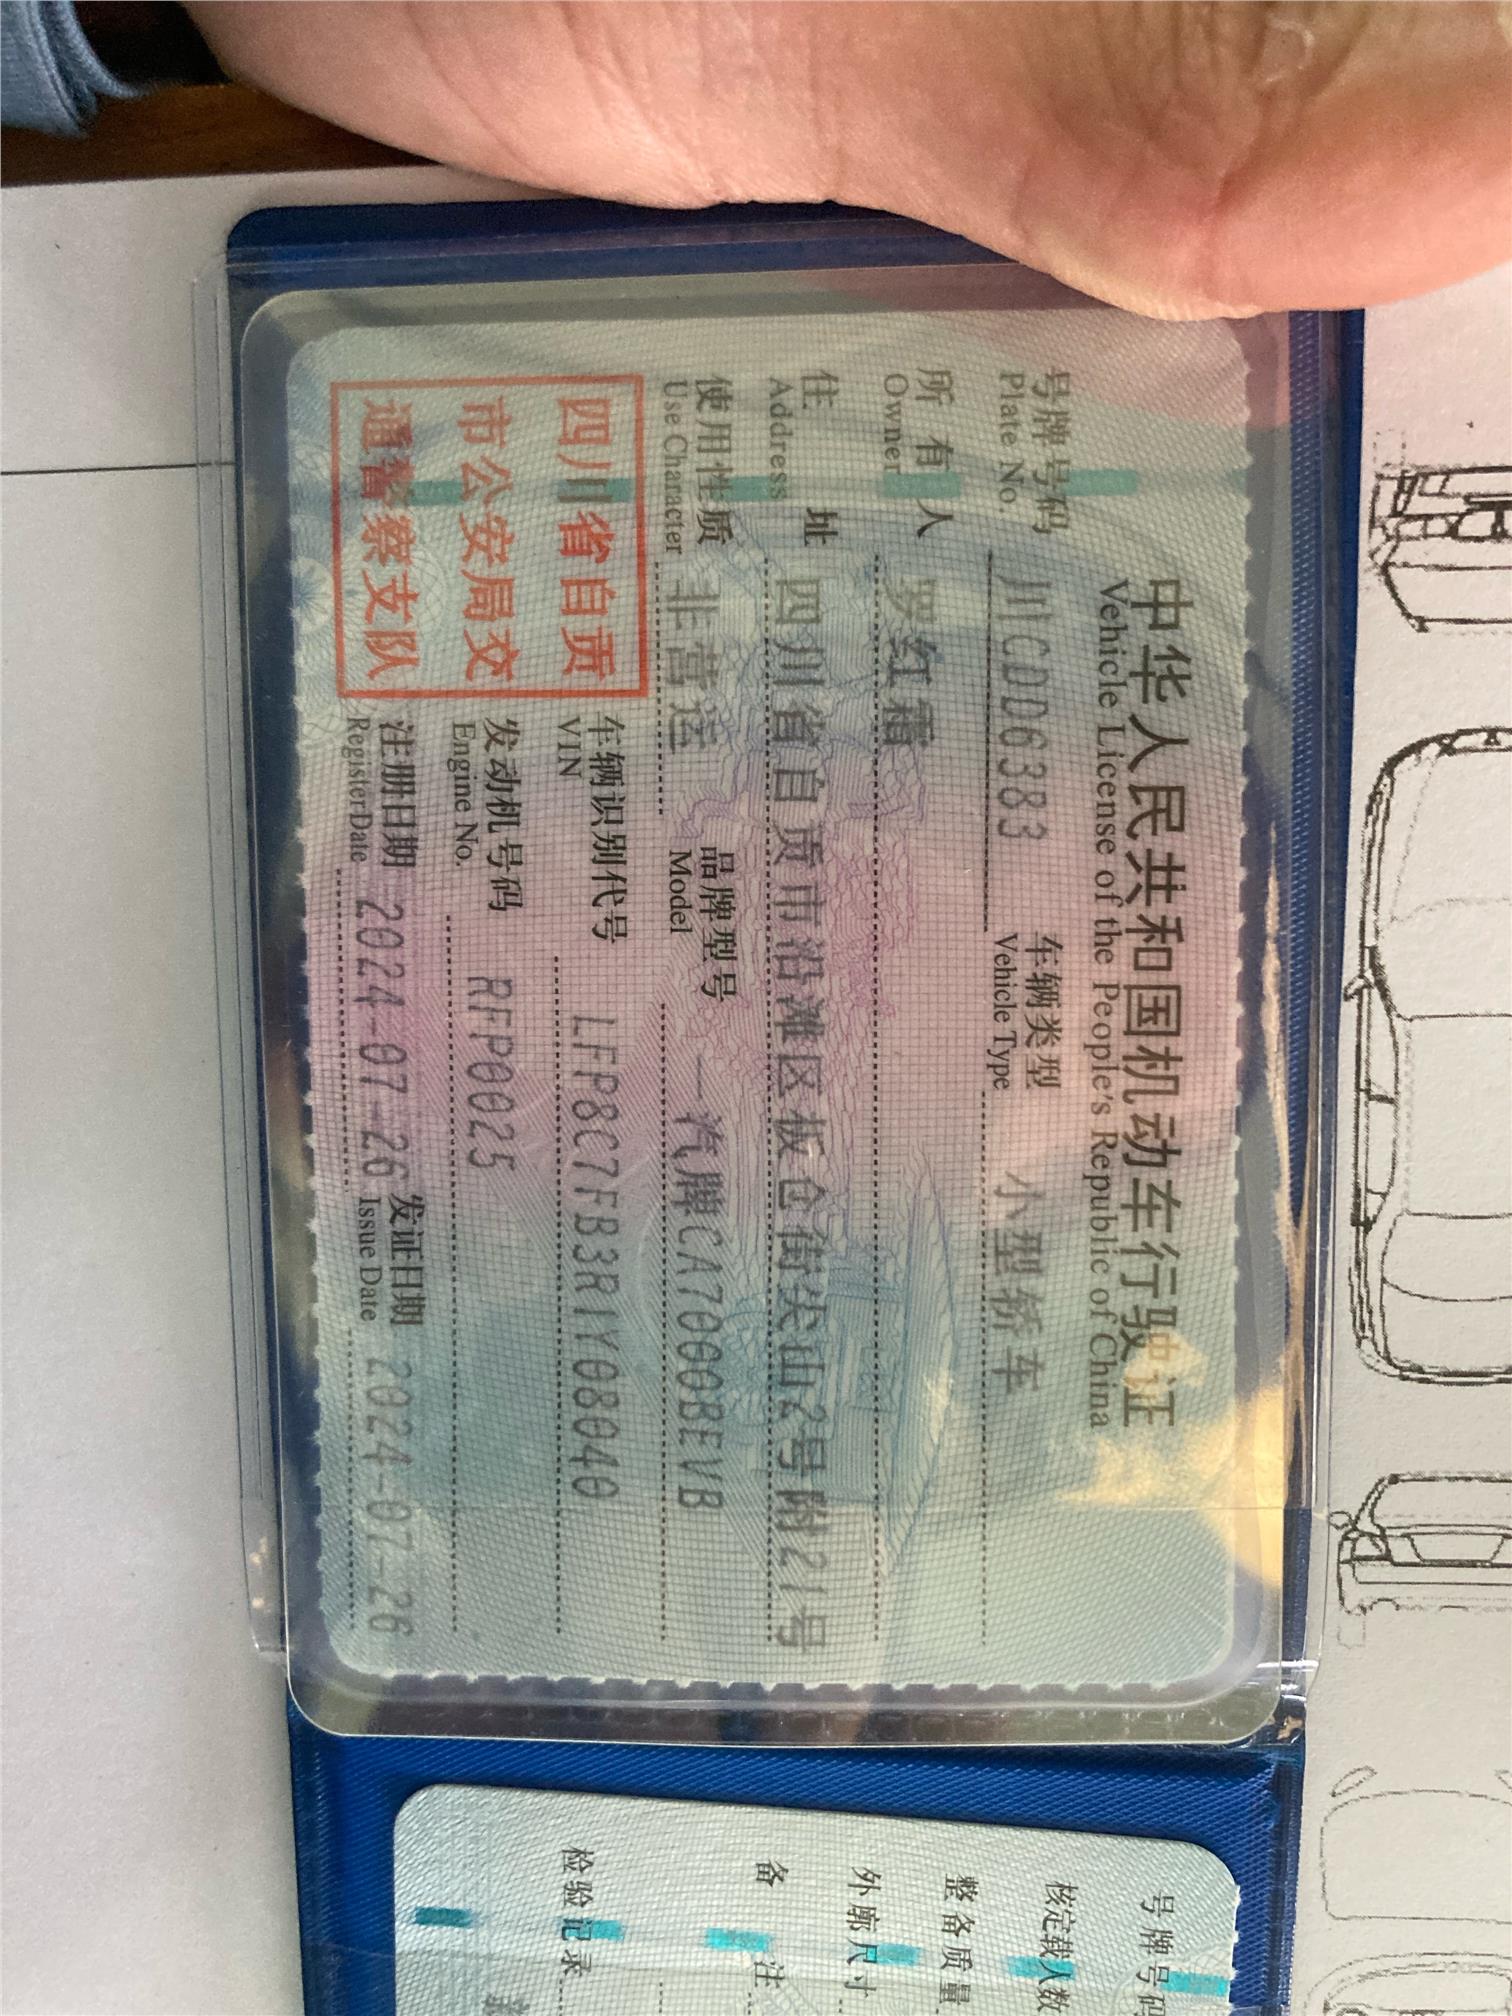 中华人民共和国机动车行驶证
Vehicle License of the People's Republic of China
号牌号码 川CDD6383 车辆类型 小型轿车
Plate No. Vehicle Type
所有人 罗红霜
Owner
住址 四川省自贡市沿滩区板仓街尖山2号附21号
Address
使用性质 非营运 品牌型号 一汽牌CA7000BEVB
Use Character Model
四川省自贡
市公安局交
通警察支队
车辆识别代号 LFP8C7FB3R1Y08040
VIN
发动机号码 RFP0025
Engine No.
注册日期 2024-07-26 发证日期 2024-07-26
Register Date Issue Date
号牌号码
核定载人数
整备质量
外廓尺寸
备注
检验记录